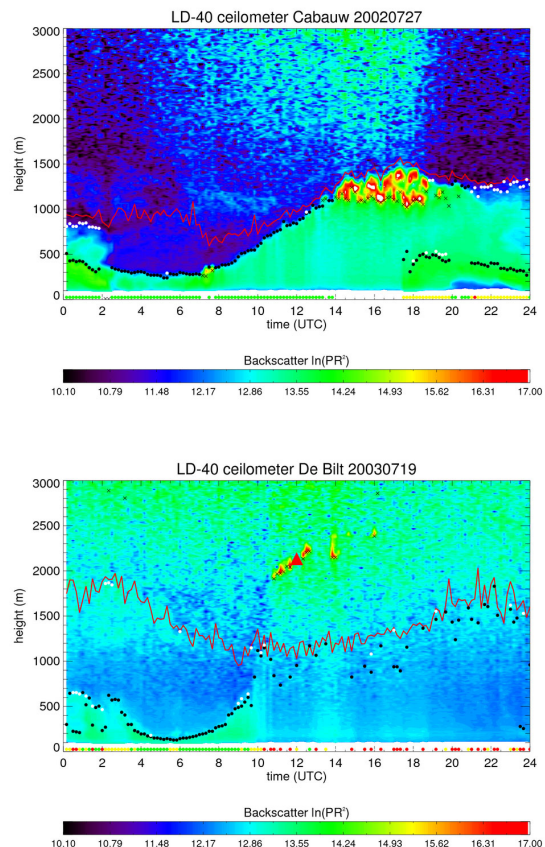 LD-40 ceilometer Cabauw 20020727
3000
2500
2000
1500
1000
500
0
height (m)
0 2 4 6 8 10 12 14 16 18 20 22 24
time (UTC)
Backscatter ln(PR²)
10.10 10.79 11.48 12.17 12.86 13.55 14.24 14.93 15.62 16.31 17.00
LD-40 ceilometer De Bilt 20030719
3000
2500
2000
1500
1000
500
0
height (m)
0 2 4 6 8 10 12 14 16 18 20 22 24
time (UTC)
Backscatter ln(PR²)
10.10 10.79 11.48 12.17 12.86 13.55 14.24 14.93 15.62 16.31 17.00